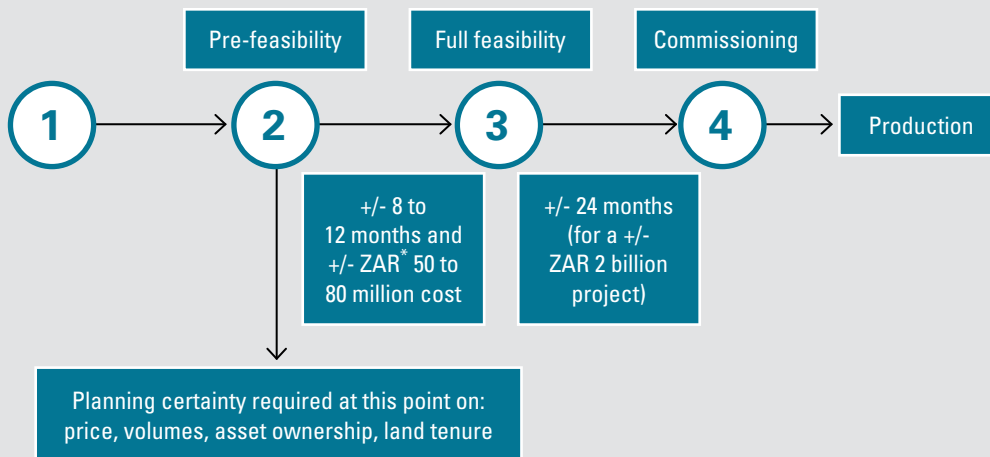 Pre-feasibility
Full feasibility
Commissioning
1
2
3
4
Production
+/- 8 to
12 months and
+/- ZAR* 50 to
80 million cost
+/- 24 months
(for a +/-
ZAR 2 billion
project)
Planning certainty required at this point on:
price, volumes, asset ownership, land tenure